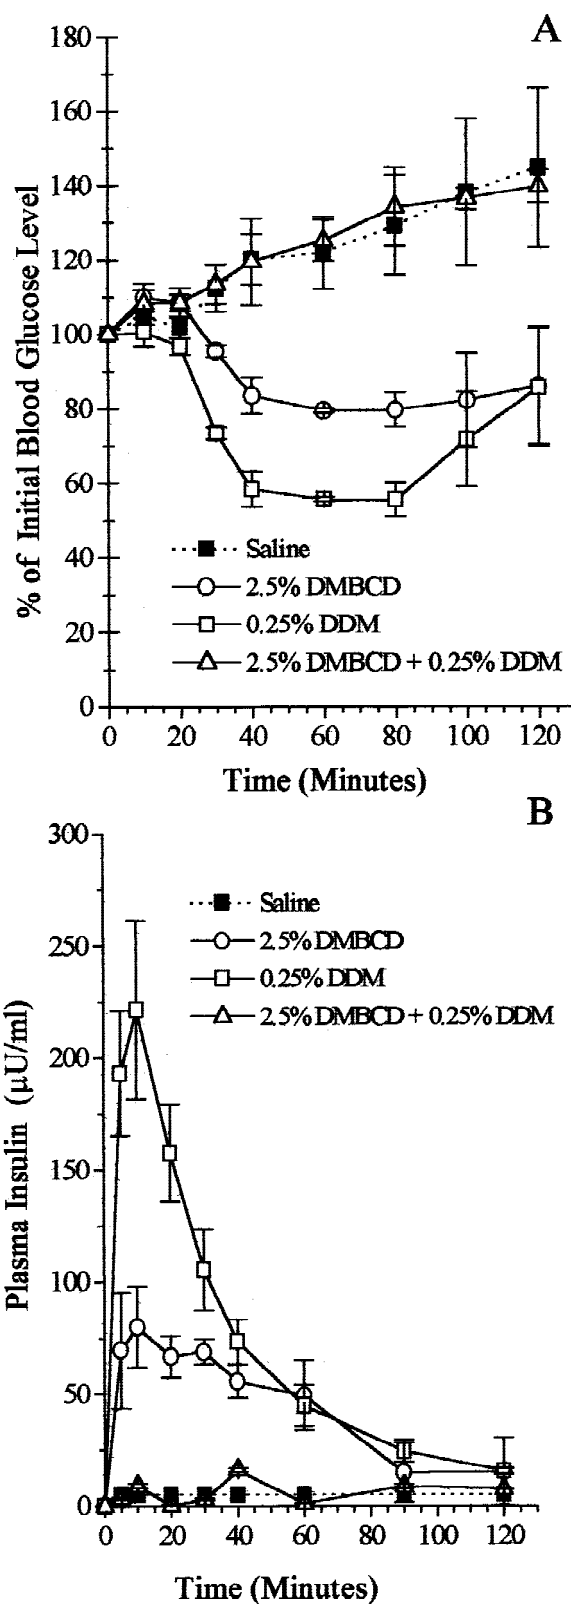 A
180
160
140
120
100
80
60
40
20
0
% of Initial Blood Glucose Level
Saline
2.5% DMBCD
0.25% DDM
2.5% DMBCD + 0.25% DDM
0 20 40 60 80 100 120
Time (Minutes)
B
300
250
200
150
100
50
0
Plasma Insulin (μU/ml)
Saline
2.5% DMBCD
0.25% DDM
2.5% DMBCD + 0.25% DDM
0 20 40 60 80 100 120
Time (Minutes)